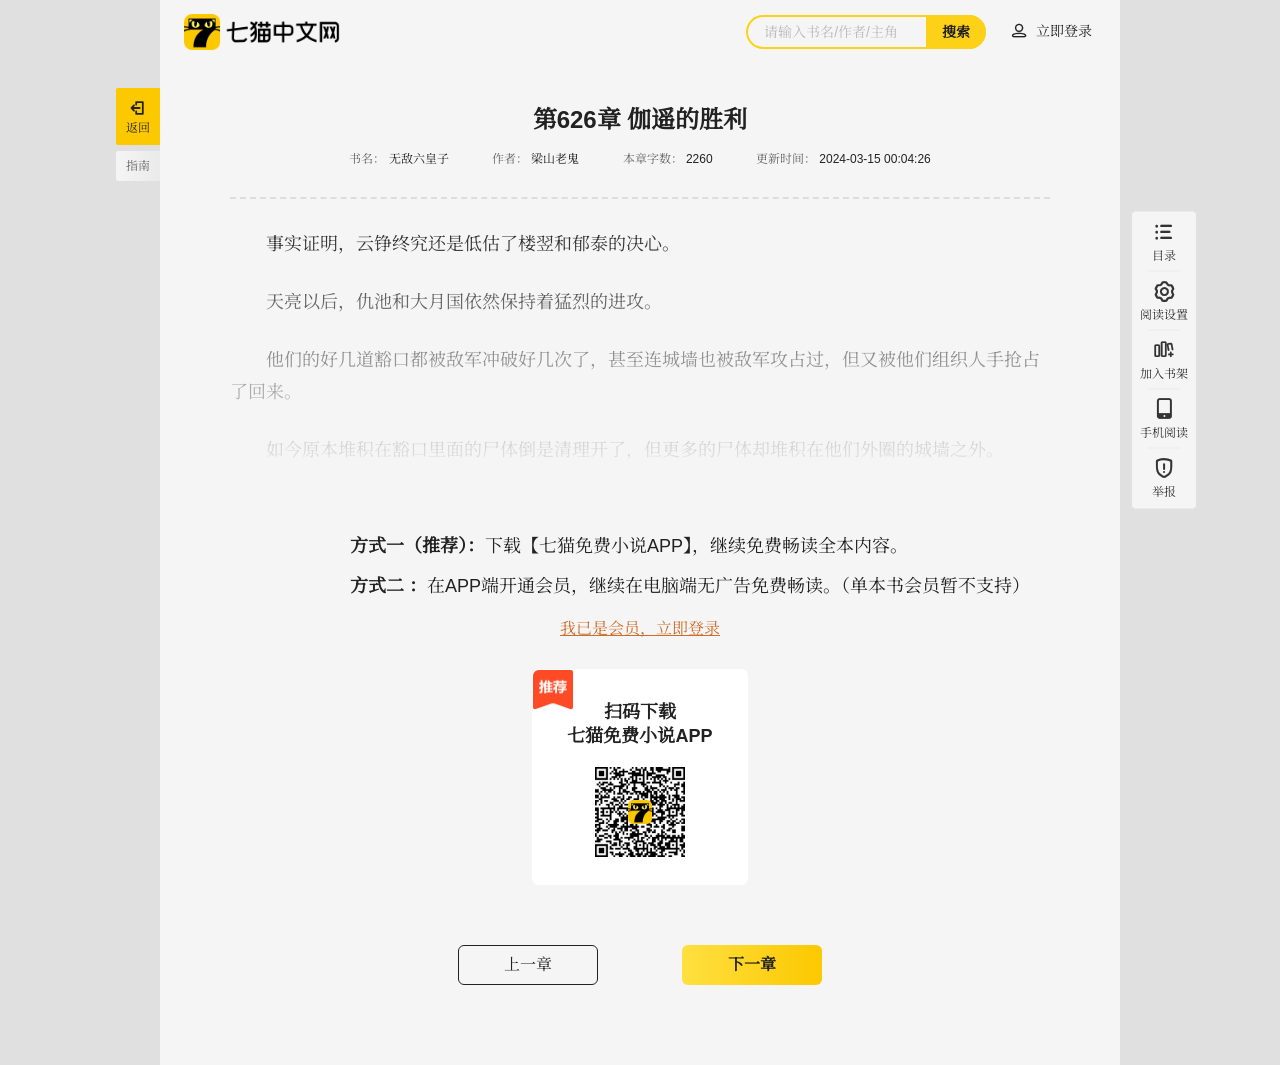 七猫中文网
请输入书名/作者/主角
搜索
立即登录
返回
指南
第626章 伽遥的胜利
书名： 无敌六皇子 作者： 梁山老鬼 本章字数： 2260 更新时间： 2024-03-15 00:04:26
事实证明，云铮终究还是低估了楼翌和郁泰的决心。
天亮以后，仇池和大月国依然保持着猛烈的进攻。
他们的好几道豁口都被敌军冲破好几次了，甚至连城墙也被敌军攻占过，但又被他们组织人手抢占
了回来。
如今原本堆积在豁口里面的尸体倒是清理开了，但更多的尸体却堆积在他们外圈的城墙之外。
目录
阅读设置
加入书架
手机阅读
举报
方式一（推荐）： 下载【七猫免费小说APP】，继续免费畅读全本内容。
方式二 ： 在APP端开通会员，继续在电脑端无广告免费畅读。（单本书会员暂不支持）
我已是会员，立即登录
推荐
扫码下载
七猫免费小说APP
上一章
下一章